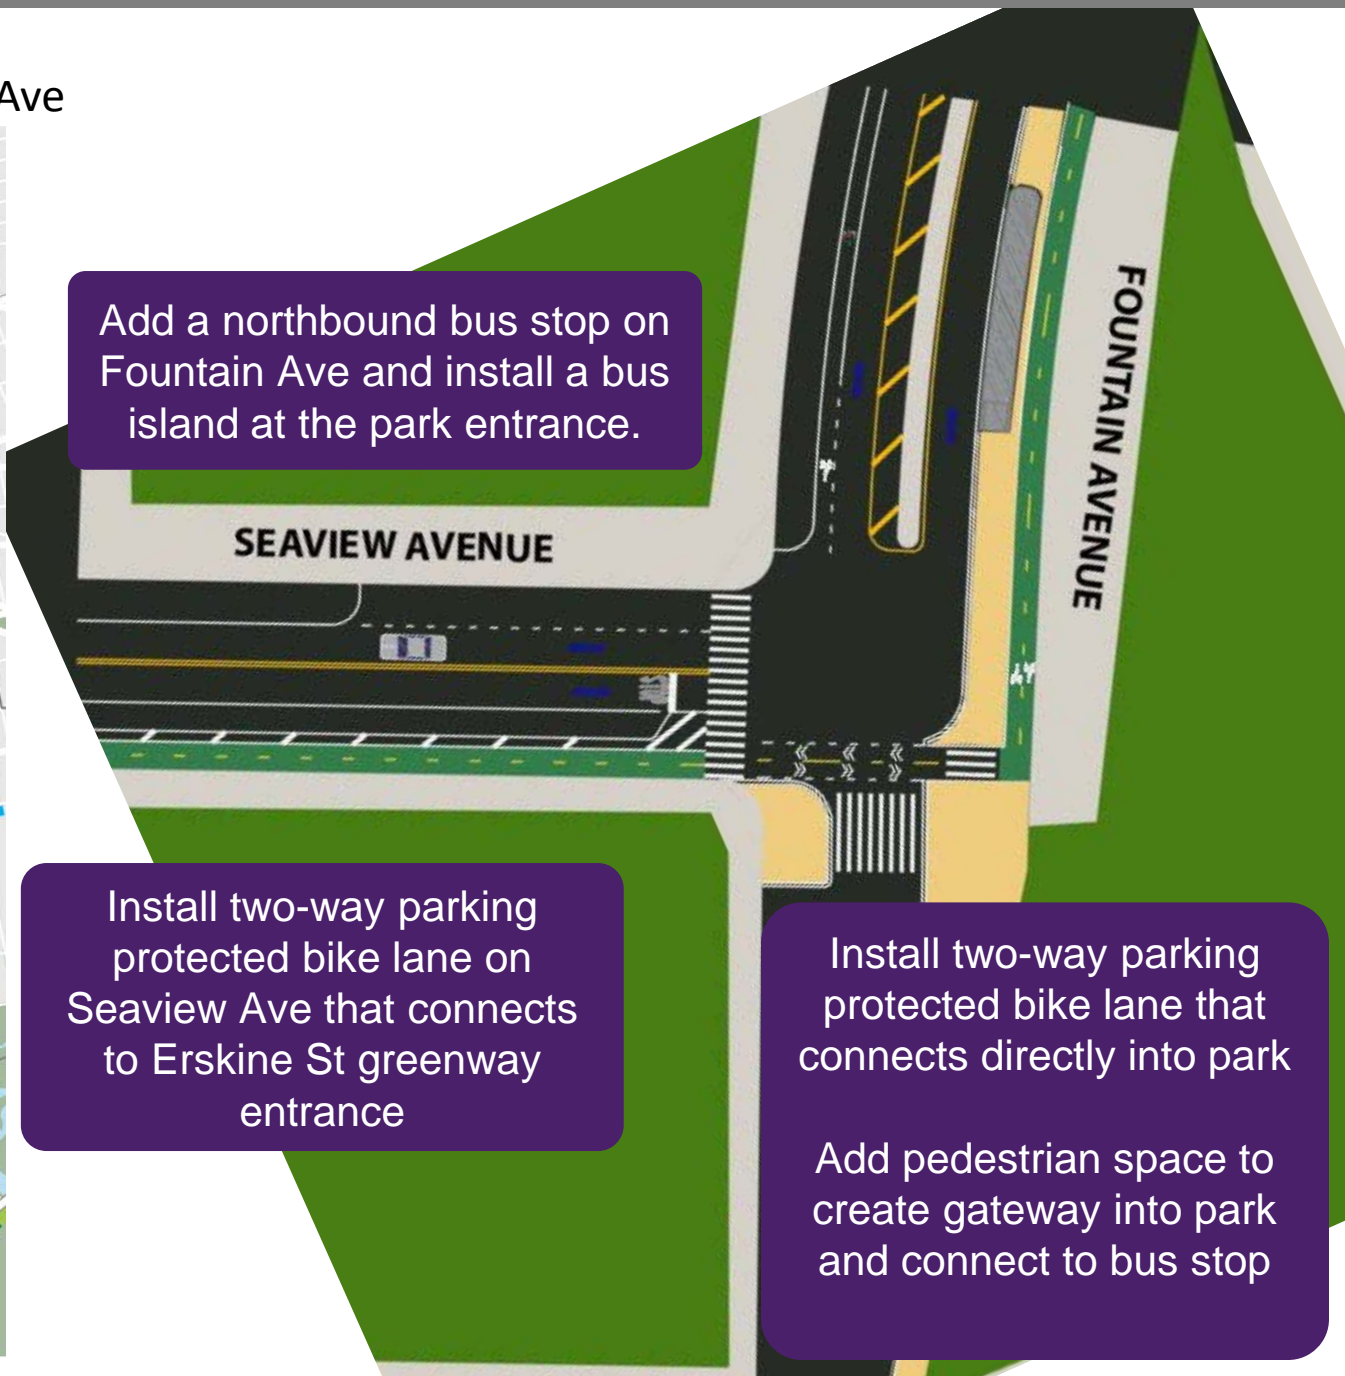 Ave
Add a northbound bus stop on
Fountain Ave and install a bus
island at the park entrance.
FOUNTAIN AVENUE
SEAVIEW AVENUE
Install two-way parking
protected bike lane on
Seaview Ave that connects
to Erskine St greenway
entrance
Install two-way parking
protected bike lane that
connects directly into park
Add pedestrian space to
create gateway into park
and connect to bus stop